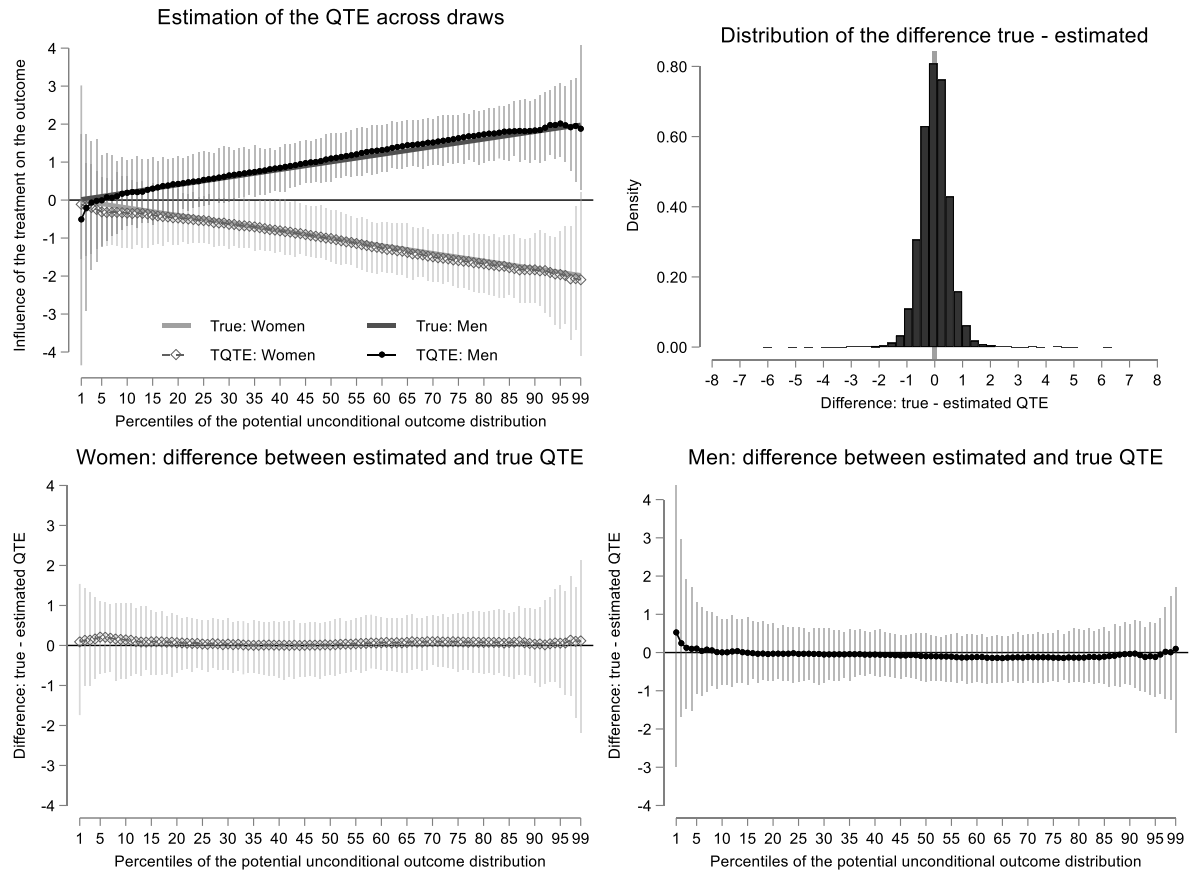 Estimation of the QTE across draws
Influence of the treatment on the outcome
4
3
2
1
0
-1
-2
-3
-4
True: Women
True: Men
TQTE: Women
TQTE: Men
1 5 10 15 20 25 30 35 40 45 50 55 60 65 70 75 80 85 90 95 99
Percentiles of the potential unconditional outcome distribution
Distribution of the difference true - estimated
Density
0.80
0.60
0.40
0.20
0.00
-8 -7 -6 -5 -4 -3 -2 -1 0 1 2 3 4 5 6 7 8
Difference: true - estimated QTE
Women: difference between estimated and true QTE
Difference: true - estimated QTE
4
3
2
1
0
-1
-2
-3
-4
1 5 10 15 20 25 30 35 40 45 50 55 60 65 70 75 80 85 90 95 99
Percentiles of the potential unconditional outcome distribution
Men: difference between estimated and true QTE
Difference: true - estimated QTE
4
3
2
1
0
-1
-2
-3
-4
1 5 10 15 20 25 30 35 40 45 50 55 60 65 70 75 80 85 90 95 99
Percentiles of the potential unconditional outcome distribution